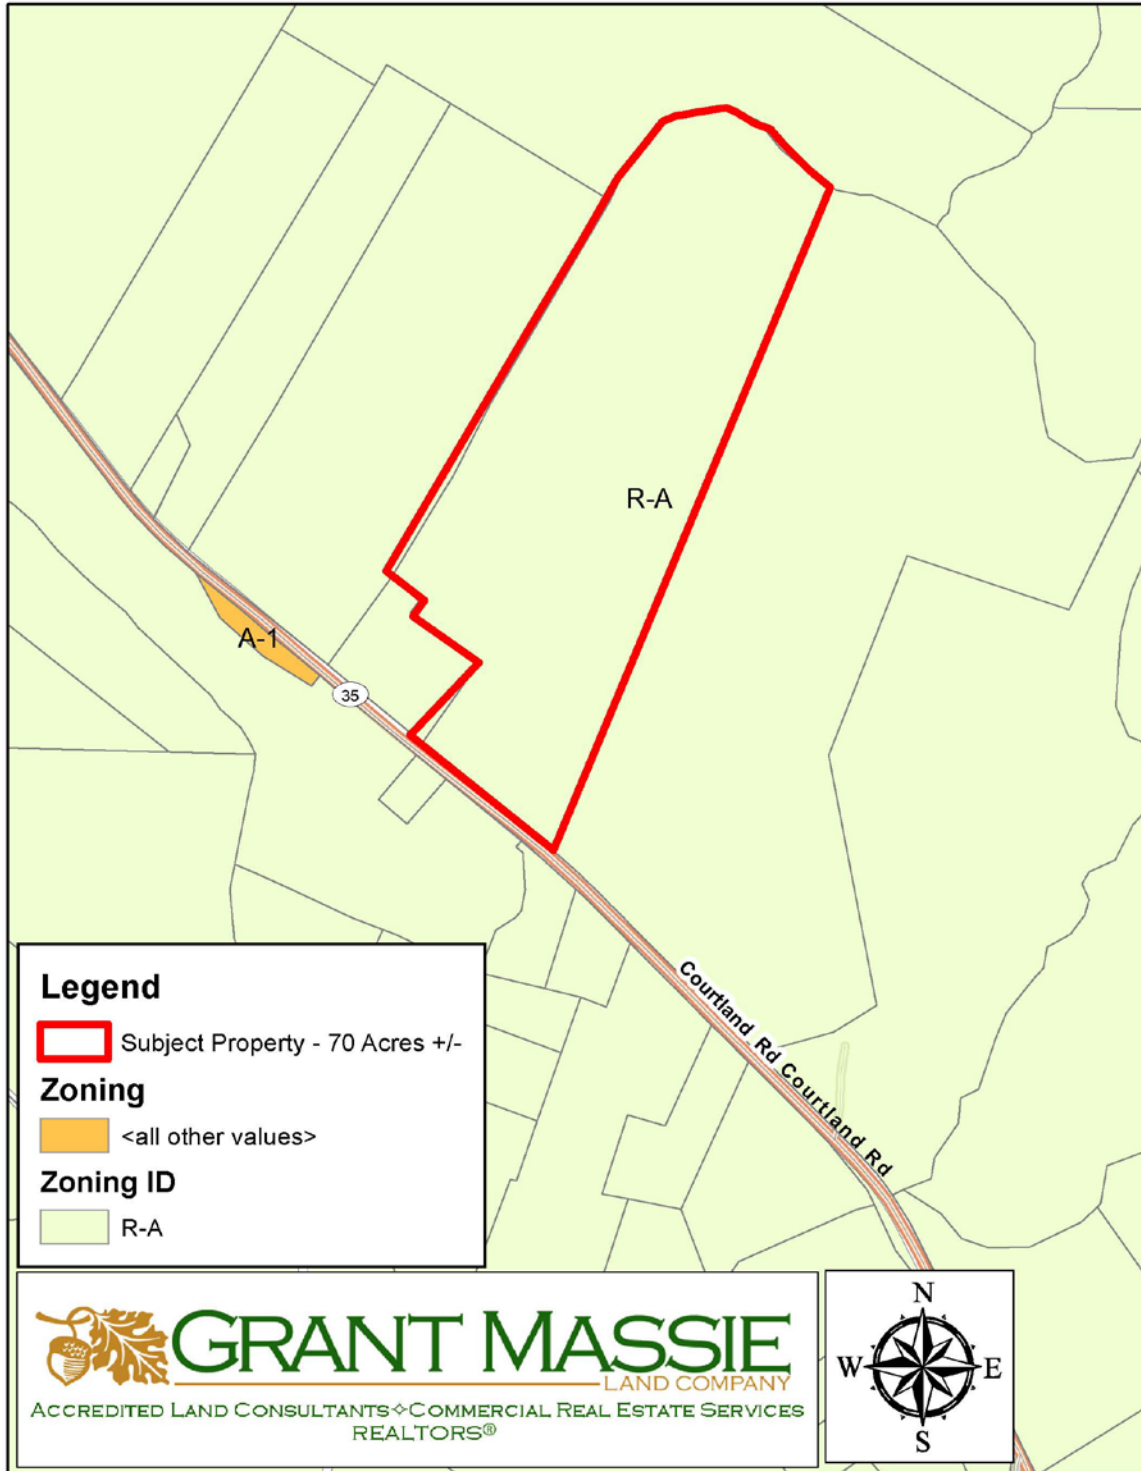 R-A
A-1
35
Courtland Rd Courtland Rd
Legend
Subject Property - 70 Acres +/-
Zoning
<all other values>
Zoning ID
R-A
GRANT MASSIE
LAND COMPANY
ACCREDITED LAND CONSULTANTS✧COMMERCIAL REAL ESTATE SERVICES
REALTORS®
N
W E
S